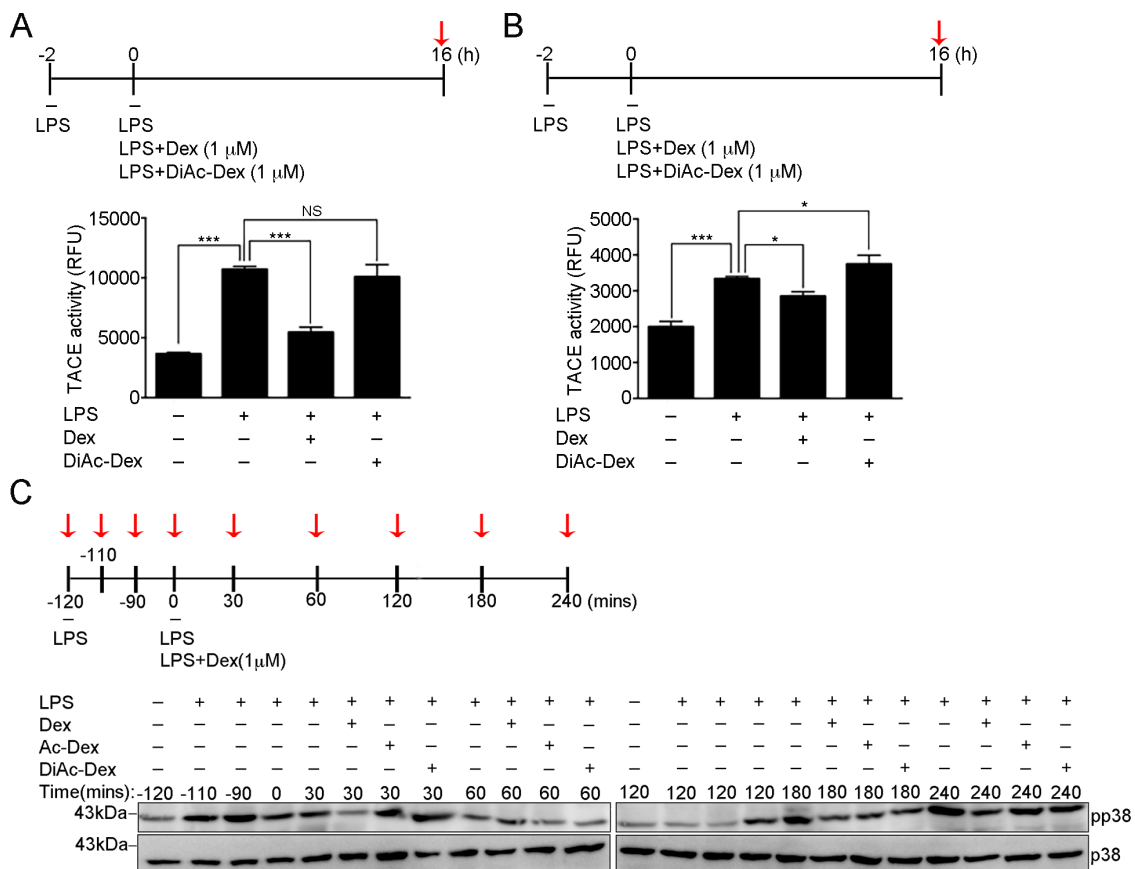 A
-2 0 16 (h)
– –
LPS LPS
LPS+Dex (1 μM)
LPS+DiAc-Dex (1 μM)
TACE activity (RFU)
15000
10000
5000
0
*** *** NS
LPS – + + +
Dex – – + –
DiAc-Dex – – – +
B
-2 0 16 (h)
– –
LPS LPS
LPS+Dex (1 μM)
LPS+DiAc-Dex (1 μM)
TACE activity (RFU)
5000
4000
3000
2000
1000
0
*** * *
LPS – + + +
Dex – – + –
DiAc-Dex – – – +
C
-110
-120 -90 0 30 60 120 180 240 (mins)
– –
LPS LPS
LPS+Dex(1μM)
LPS – + + + + + + + + + + + – + + + + + + + + + + +
Dex – – – – – + – – – + – – – – – – – + – – – + – –
Ac-Dex – – – – – – + – – – + – – – – – – – + – – – + –
DiAc-Dex – – – – – – – + – – – + – – – – – – – + – – – +
Time(mins): -120 -110 -90 0 30 30 30 30 60 60 60 60 120 120 120 120 180 180 180 180 240 240 240 240
43kDa– pp38
43kDa– p38